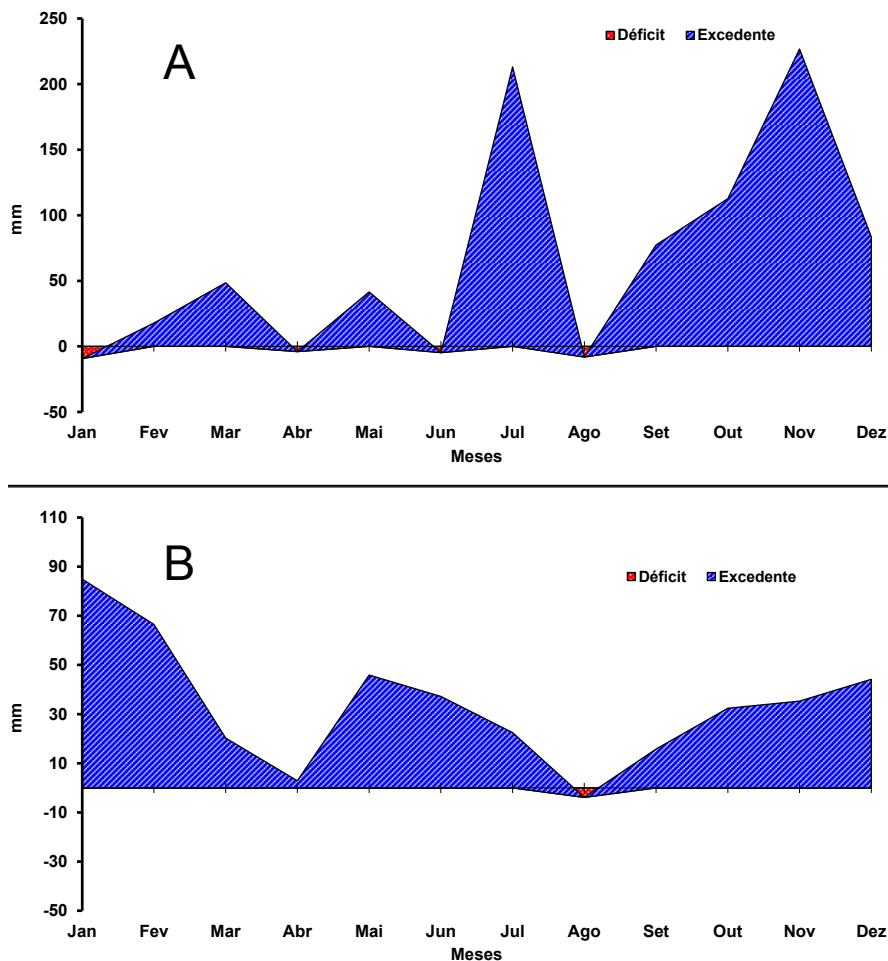 250
Déficit Excedente
A
200
150
100
mm
50
0
-50
Jan Fev Mar Abr Mai Jun Jul Ago Set Out Nov Dez
Meses
110
B
90
Déficit Excedente
70
50
30
mm
10
-10
-30
-50
Jan Fev Mar Abr Mai Jun Jul Ago Set Out Nov Dez
Meses